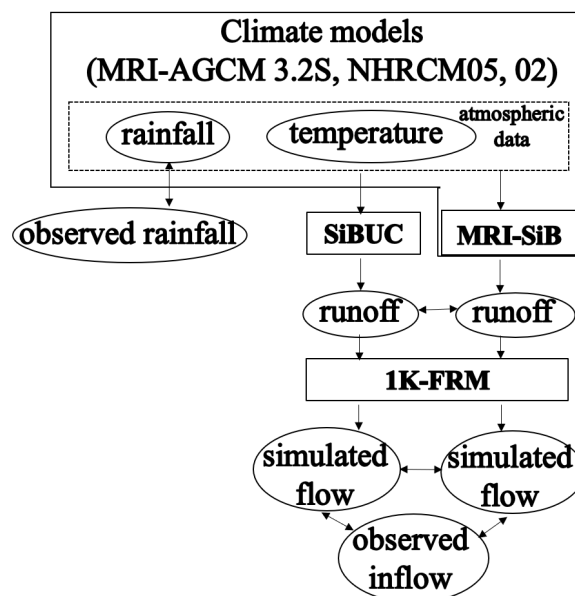 Climate models
(MRI-AGCM 3.2S, NHRCM05, 02)
rainfall
temperature
atmospheric
data
observed rainfall
SiBUC
MRI-SiB
runoff
runoff
1K-FRM
simulated
flow
simulated
flow
observed
inflow